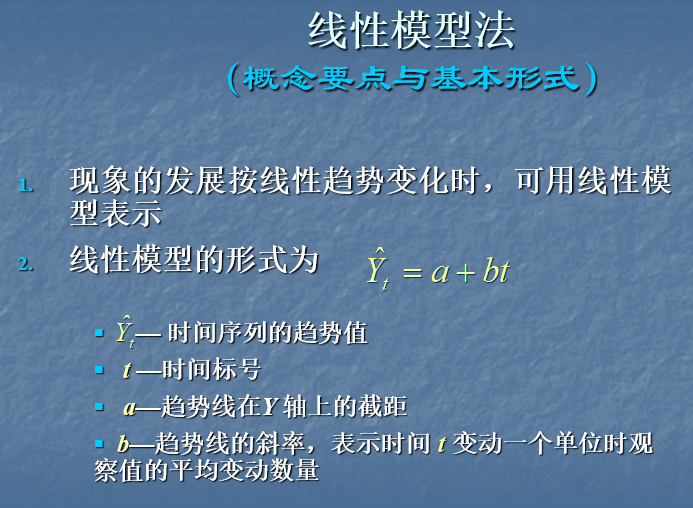 线性模型法
(概念要点与基本形式)
1. 现象的发展按线性趋势变化时，可用线性模
型表示
2. 线性模型的形式为 Ŷt = a + bt
▪ Ŷt— 时间序列的趋势值
▪ t —时间标号
▪ a—趋势线在Y 轴上的截距
▪ b—趋势线的斜率，表示时间 t 变动一个单位时观
察值的平均变动数量